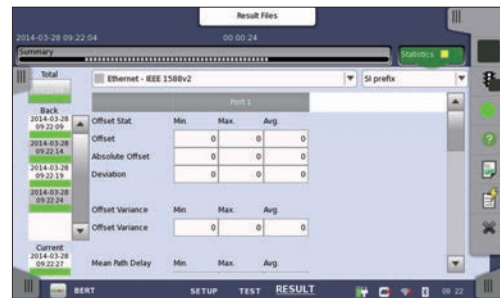 Result Files
2014-03-28 09:22:04 00:00:24
Summary
Statistics
Total
Ethernet - IEEE 1588v2 SI prefix
Port 1
Back
2014-03-28
09:22:09
2014-03-28
09:22:14
2014-03-28
09:22:19
2014-03-28
09:22:24
Offset Stat. Min. Max. Avg.
Offset 0 0 0
Absolute Offset 0 0 0
Deviation 0 0 0
Offset Variance Min. Max. Avg.
Offset Variance 0 0 0
Current
2014-03-28
09:22:27
Mean Path Delay Min. Max. Avg.
BERT SETUP TEST RESULT 09 22